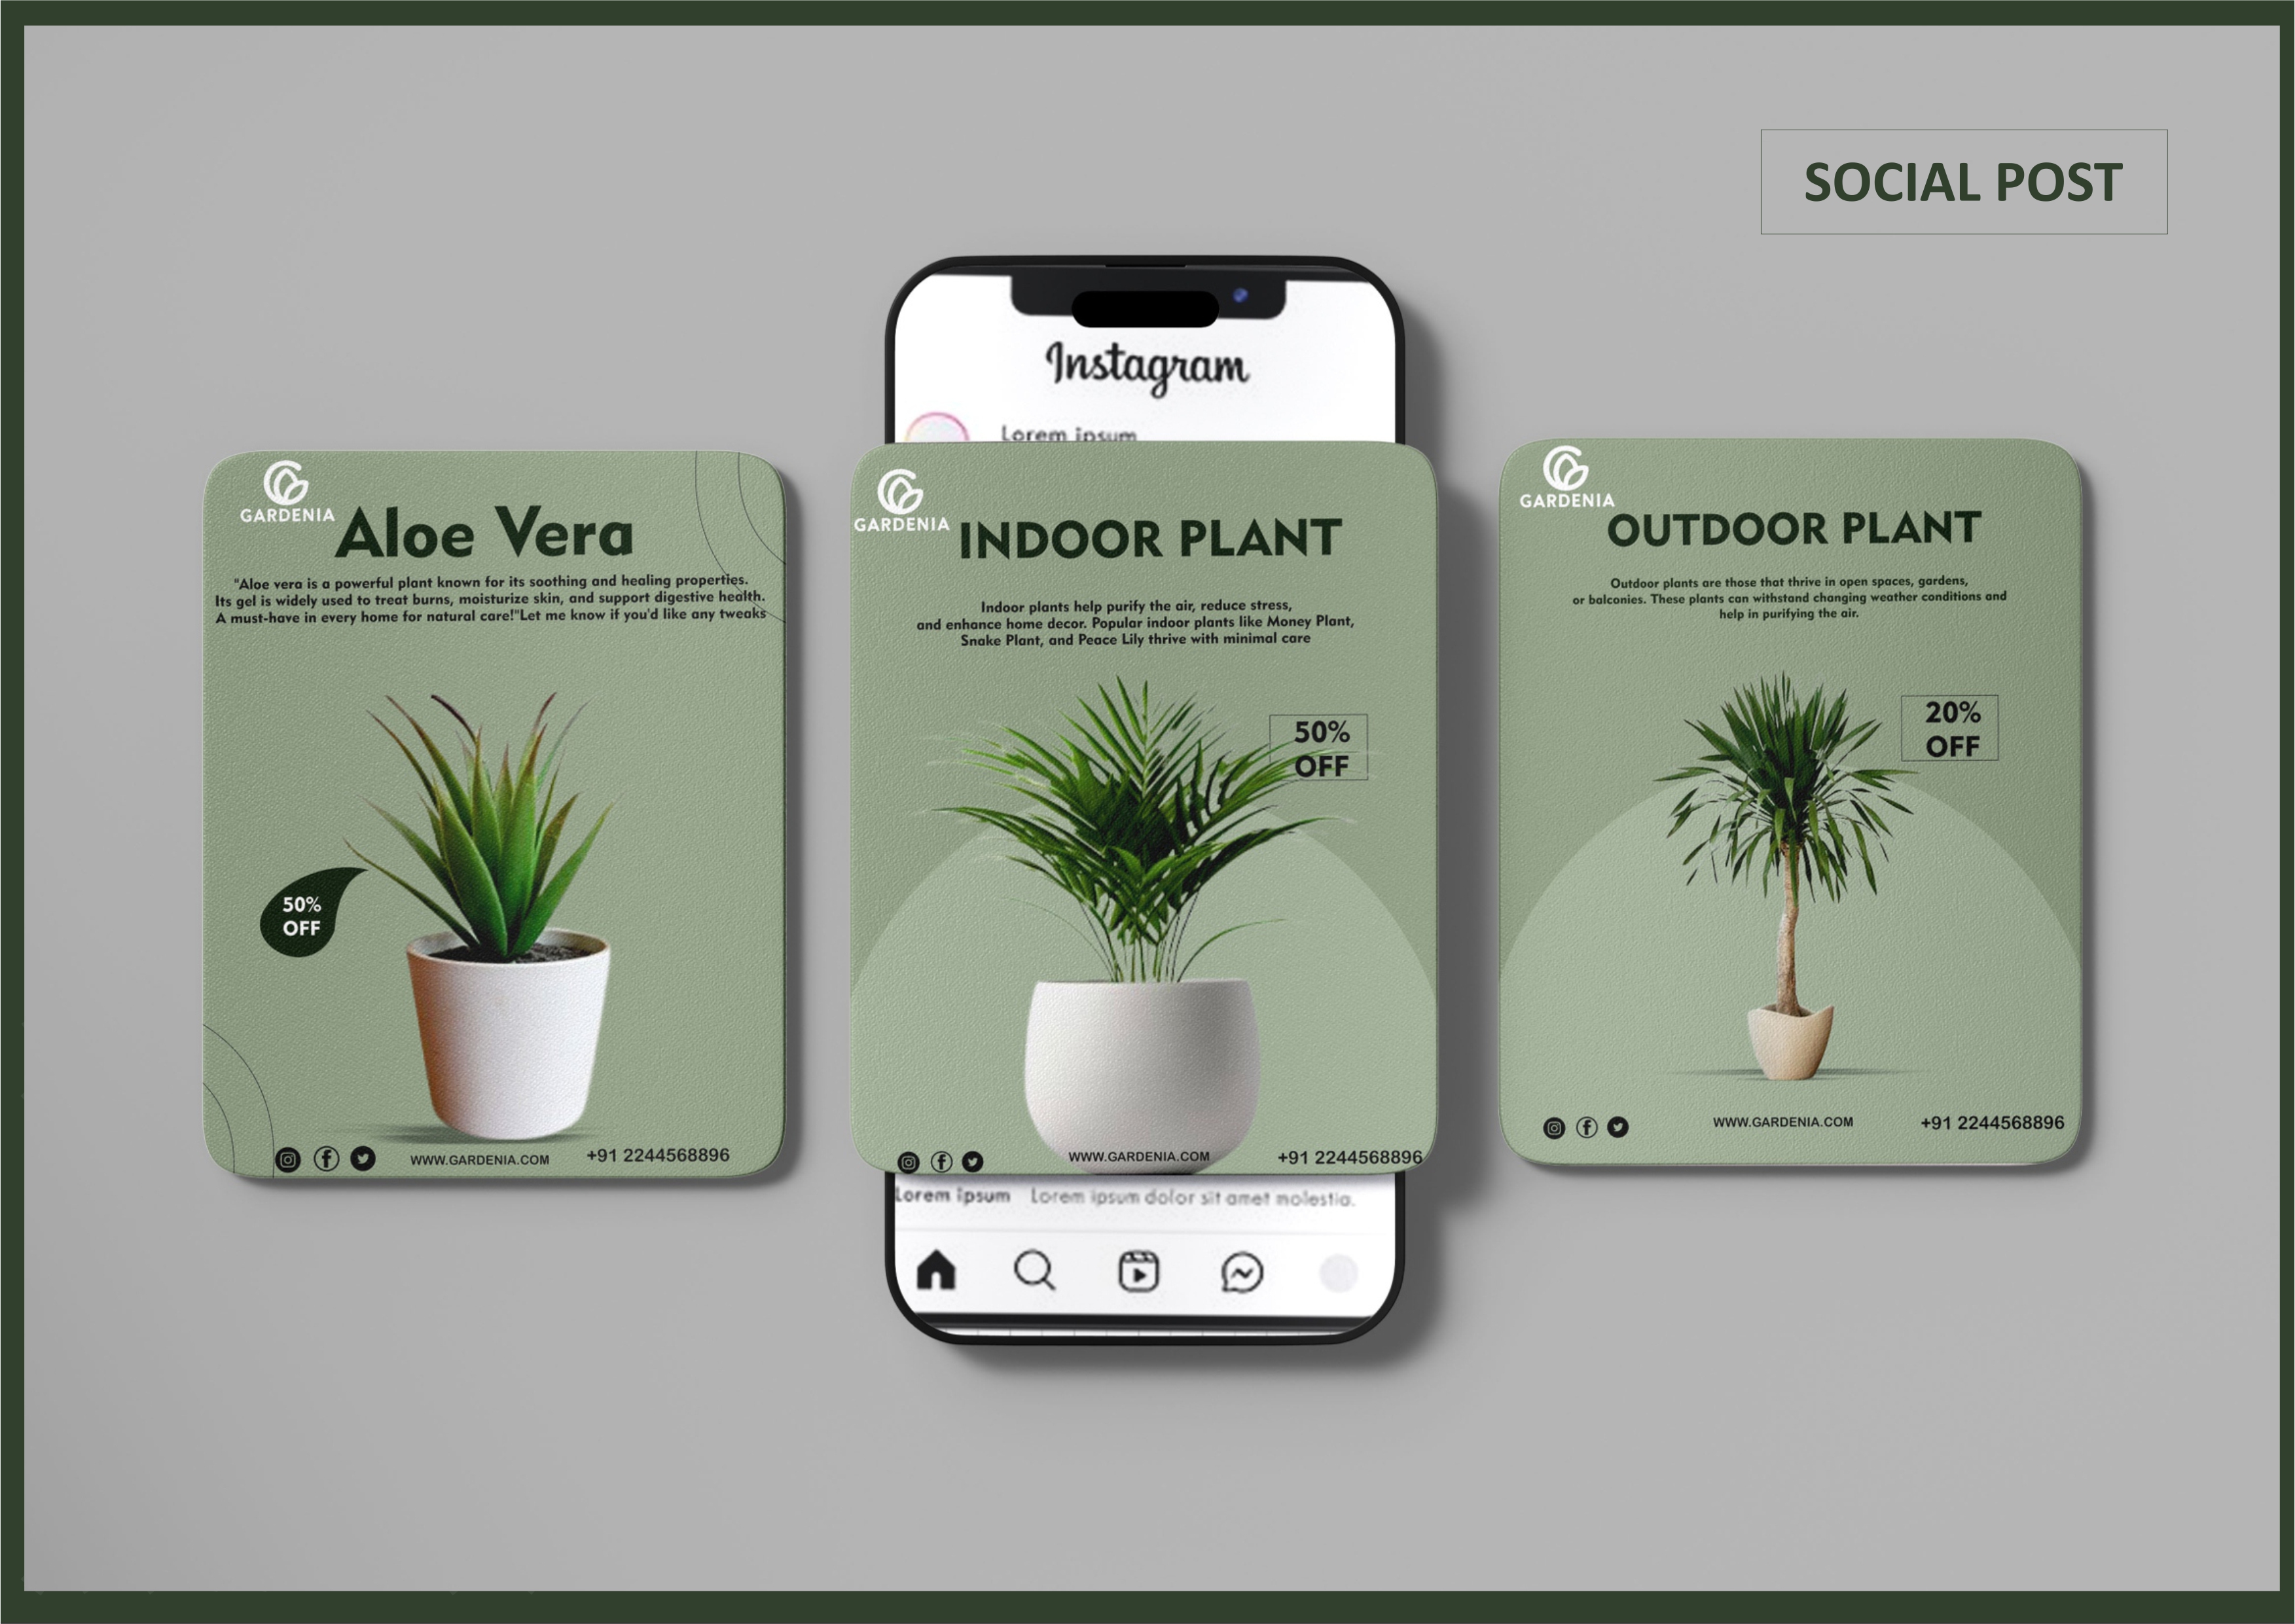 SOCIAL POST
Instagram
Lorem ipsum
GARDENIA
Aloe Vera
"Aloe vera is a powerful plant known for its soothing and healing properties.
Its gel is widely used to treat burns, moisturize skin, and support digestive health.
A must-have in every home for natural care!"Let me know if you'd like any tweaks
50%
OFF
WWW.GARDENIA.COM
+91 2244568896
GARDENIA
INDOOR PLANT
Indoor plants help purify the air, reduce stress,
and enhance home decor. Popular indoor plants like Money Plant,
Snake Plant, and Peace Lily thrive with minimal care
50%
OFF
WWW.GARDENIA.COM
+91 2244568896
Lorem ipsum Lorem ipsum dolor sit amet molestia.
GARDENIA
OUTDOOR PLANT
Outdoor plants are those that thrive in open spaces, gardens,
or balconies. These plants can withstand changing weather conditions and
help in purifying the air.
20%
OFF
WWW.GARDENIA.COM
+91 2244568896